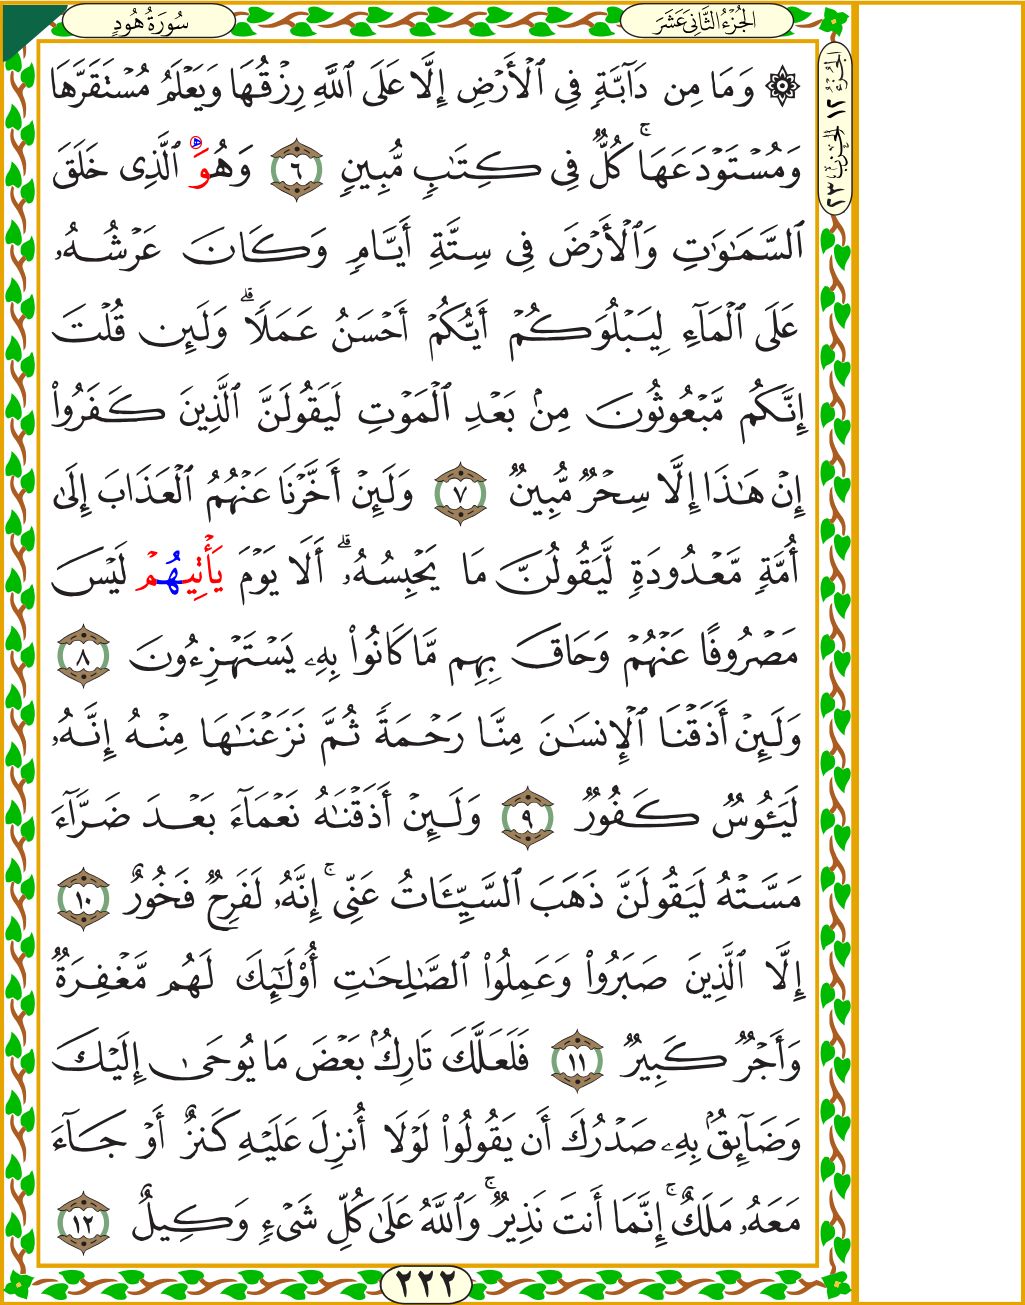 سُورَةُ هُودٍ
الجُزْءُ الثَّانِي عَشَرَ
الجُزْءُ ١٢ الحِزْبُ ٢٣
۞ وَمَا مِن دَآبَّةٍ فِي ٱلْأَرْضِ إِلَّا عَلَى ٱللَّهِ رِزْقُهَا وَيَعْلَمُ مُسْتَقَرَّهَا
وَمُسْتَوْدَعَهَا ۚ كُلٌّ فِي كِتَٰبٍ مُّبِينٍ ٦ وَهُوَ ٱلَّذِى خَلَقَ
ٱلسَّمَٰوَٰتِ وَٱلْأَرْضَ فِى سِتَّةِ أَيَّامٍ وَكَانَ عَرْشُهُۥ
عَلَى ٱلْمَآءِ لِيَبْلُوَكُمْ أَيُّكُمْ أَحْسَنُ عَمَلًا ۗ وَلَئِن قُلْتَ
إِنَّكُم مَّبْعُوثُونَ مِنۢ بَعْدِ ٱلْمَوْتِ لَيَقُولَنَّ ٱلَّذِينَ كَفَرُوا۟
إِنْ هَٰذَا إِلَّا سِحْرٌ مُّبِينٌ ٧ وَلَئِنْ أَخَّرْنَا عَنْهُمُ ٱلْعَذَابَ إِلَىٰ
أُمَّةٍ مَّعْدُودَةٍ لَّيَقُولُنَّ مَا يَحْبِسُهُۥ ۗ أَلَا يَوْمَ يَأْتِيهُمْ لَيْسَ
مَصْرُوفًا عَنْهُمْ وَحَاقَ بِهِم مَّا كَانُوا۟ بِهِۦ يَسْتَهْزِءُونَ ٨
وَلَئِنْ أَذَقْنَا ٱلْإِنسَٰنَ مِنَّا رَحْمَةً ثُمَّ نَزَعْنَٰهَا مِنْهُ إِنَّهُۥ
لَيَـُٔوسٌ كَفُورٌ ٩ وَلَئِنْ أَذَقْنَٰهُ نَعْمَآءَ بَعْدَ ضَرَّآءَ
مَسَّتْهُ لَيَقُولَنَّ ذَهَبَ ٱلسَّيِّـَٔاتُ عَنِّى ۚ إِنَّهُۥ لَفَرِحٌ فَخُورٌ ١٠
إِلَّا ٱلَّذِينَ صَبَرُوا۟ وَعَمِلُوا۟ ٱلصَّٰلِحَٰتِ أُو۟لَٰٓئِكَ لَهُم مَّغْفِرَةٌ
وَأَجْرٌ كَبِيرٌ ١١ فَلَعَلَّكَ تَارِكٌۢ بَعْضَ مَا يُوحَىٰ إِلَيْكَ
وَضَآئِقٌۢ بِهِۦ صَدْرُكَ أَن يَقُولُوا۟ لَوْلَا أُنزِلَ عَلَيْهِ كَنزٌ أَوْ جَآءَ
مَعَهُۥ مَلَكٌ ۚ إِنَّمَا أَنتَ نَذِيرٌ ۚ وَٱللَّهُ عَلَىٰ كُلِّ شَىْءٍ وَكِيلٌ ١٢
٢٢٢